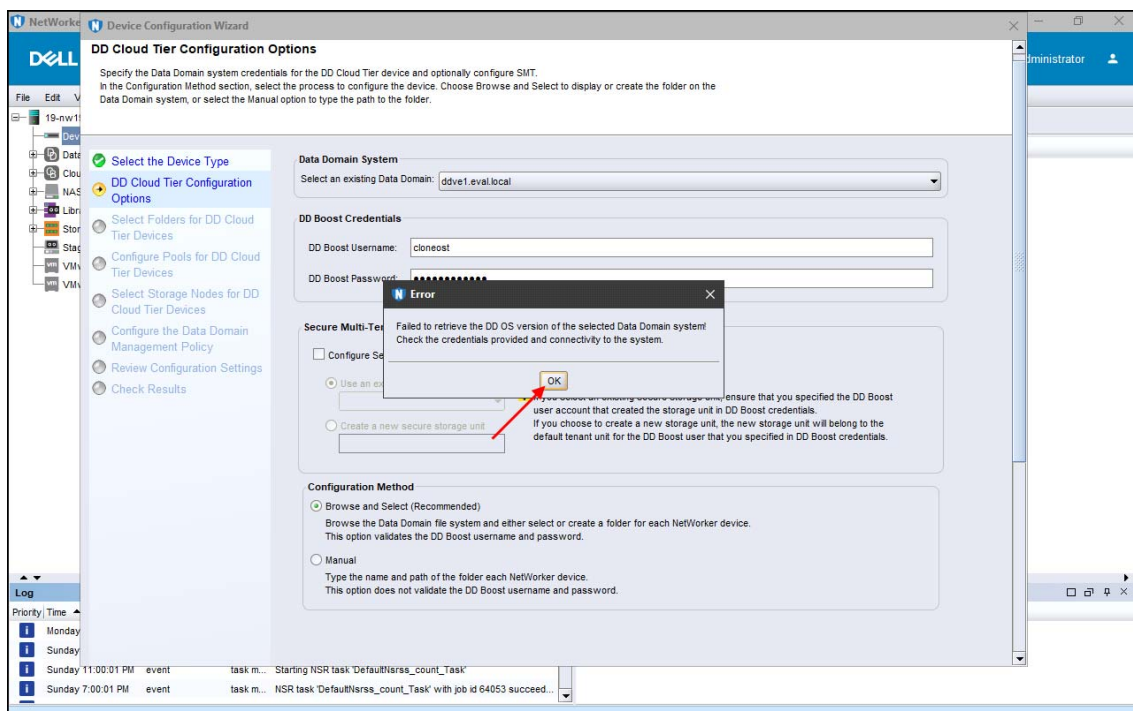 NetWorke
Device Configuration Wizard
DELL
dministrator
File Edit V
DD Cloud Tier Configuration Options
Specify the Data Domain system credentials for the DD Cloud Tier device and optionally configure SMT.
In the Configuration Method section, select the process to configure the device. Choose Browse and Select to display or create the folder on the
Data Domain system, or select the Manual option to type the path to the folder.
19-nw1
Dev
Data
Clou
NAS
Libr
Stor
Stag
VM
VM
Select the Device Type
DD Cloud Tier Configuration
Options
Select Folders for DD Cloud
Tier Devices
Configure Pools for DD Cloud
Tier Devices
Select Storage Nodes for DD
Cloud Tier Devices
Configure the Data Domain
Management Policy
Review Configuration Settings
Check Results
Data Domain System
Select an existing Data Domain: ddve1.eval.local
DD Boost Credentials
DD Boost Username: cloneost
DD Boost Password:
Error
Failed to retrieve the DD OS version of the selected Data Domain system!
Check the credentials provided and connectivity to the system.
OK
Secure Multi-Te
Configure Se
Use an ex
Create a new secure storage unit
ensure that you specified the DD Boost
user account that created the storage unit in DD Boost credentials.
If you choose to create a new storage unit, the new storage unit will belong to the
default tenant unit for the DD Boost user that you specified in DD Boost credentials.
Configuration Method
Browse and Select (Recommended)
Browse the Data Domain file system and either select or create a folder for each NetWorker device.
This option validates the DD Boost username and password.
Manual
Type the name and path of the folder each NetWorker device.
This option does not validate the DD Boost username and password.
Log
Priority Time
Monday
Sunday
Sunday 11:00:01 PM event task m... Starting NSR task 'DefaultNsrss_count_Task'
Sunday 7:00:01 PM event task m... NSR task 'DefaultNsrss_count_Task' with job id 64053 succeed...